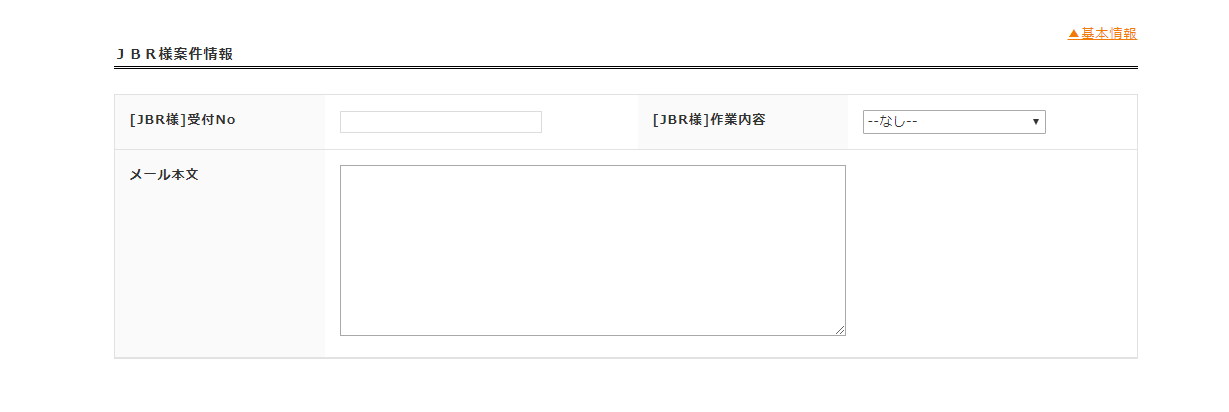 ▲基本情報
ＪＢＲ様案件情報
[JBR様]受付No
[JBR様]作業内容
--なし--
メール本文